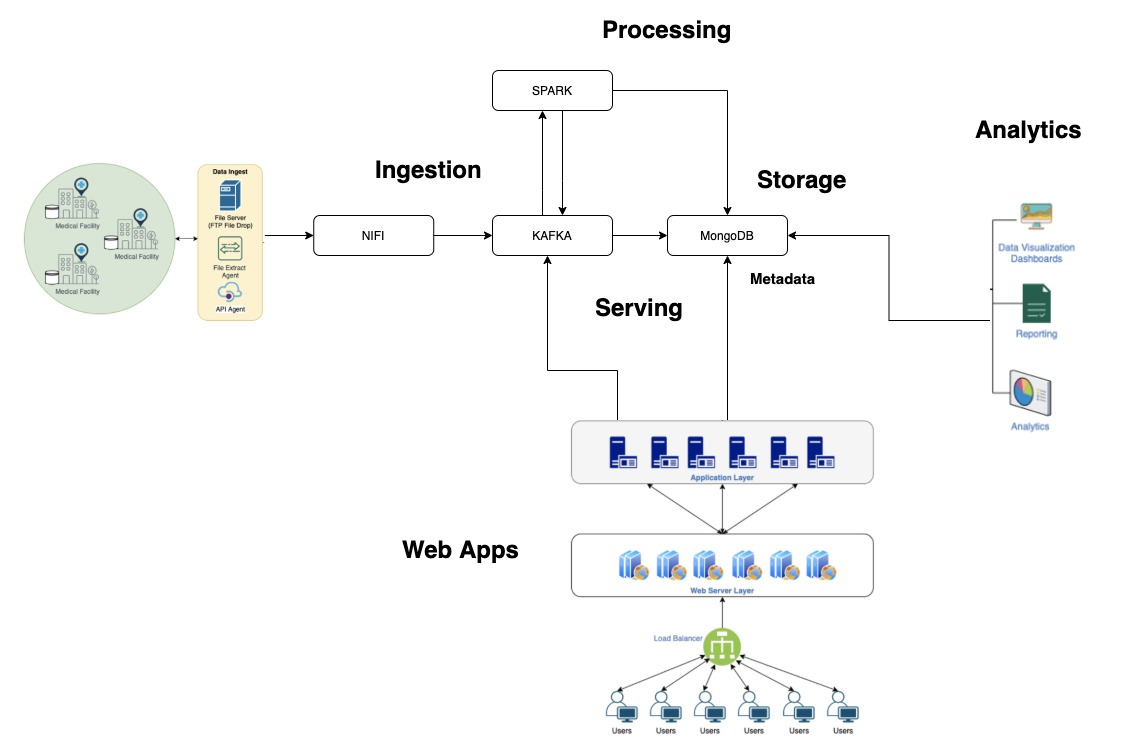 Processing
SPARK
Analytics
Ingestion
Storage
Data Ingest
File Server
(FTP File Drop)
File Extract
Agent
API Agent
Medical Facility
Medical Facility
Medical Facility
NIFI
KAFKA
MongoDB
Metadata
Serving
Data Visualization
Dashboards
Reporting
Analytics
Application Layer
Web Apps
Web Server Layer
Load Balancer
Users
Users
Users
Users
Users
Users